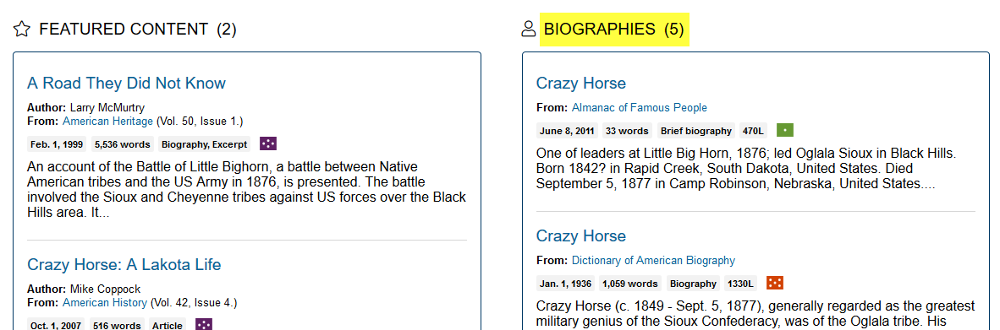 FEATURED CONTENT (2)
A Road They Did Not Know
Author: Larry McMurtry
From: American Heritage (Vol. 50, Issue 1.)
Feb. 1, 1999 5,536 words Biography, Excerpt
An account of the Battle of Little Bighorn, a battle between Native
American tribes and the US Army in 1876, is presented. The battle
involved the Sioux and Cheyenne tribes against US forces over the Black
Hills area. It...
Crazy Horse: A Lakota Life
Author: Mike Coppock
From: American History (Vol. 42, Issue 4.)
Oct. 1, 2007 516 words Article
BIOGRAPHIES (5)
Crazy Horse
From: Almanac of Famous People
June 8, 2011 33 words Brief biography 470L
One of leaders at Little Big Horn, 1876; led Oglala Sioux in Black Hills.
Born 1842? in Rapid Creek, South Dakota, United States. Died
September 5, 1877 in Camp Robinson, Nebraska, United States....
Crazy Horse
From: Dictionary of American Biography
Jan. 1, 1936 1,059 words Biography 1330L
Crazy Horse (c. 1849 - Sept. 5, 1877), generally regarded as the greatest
military genius of the Sioux Confederacy, was of the Oglala tribe. His